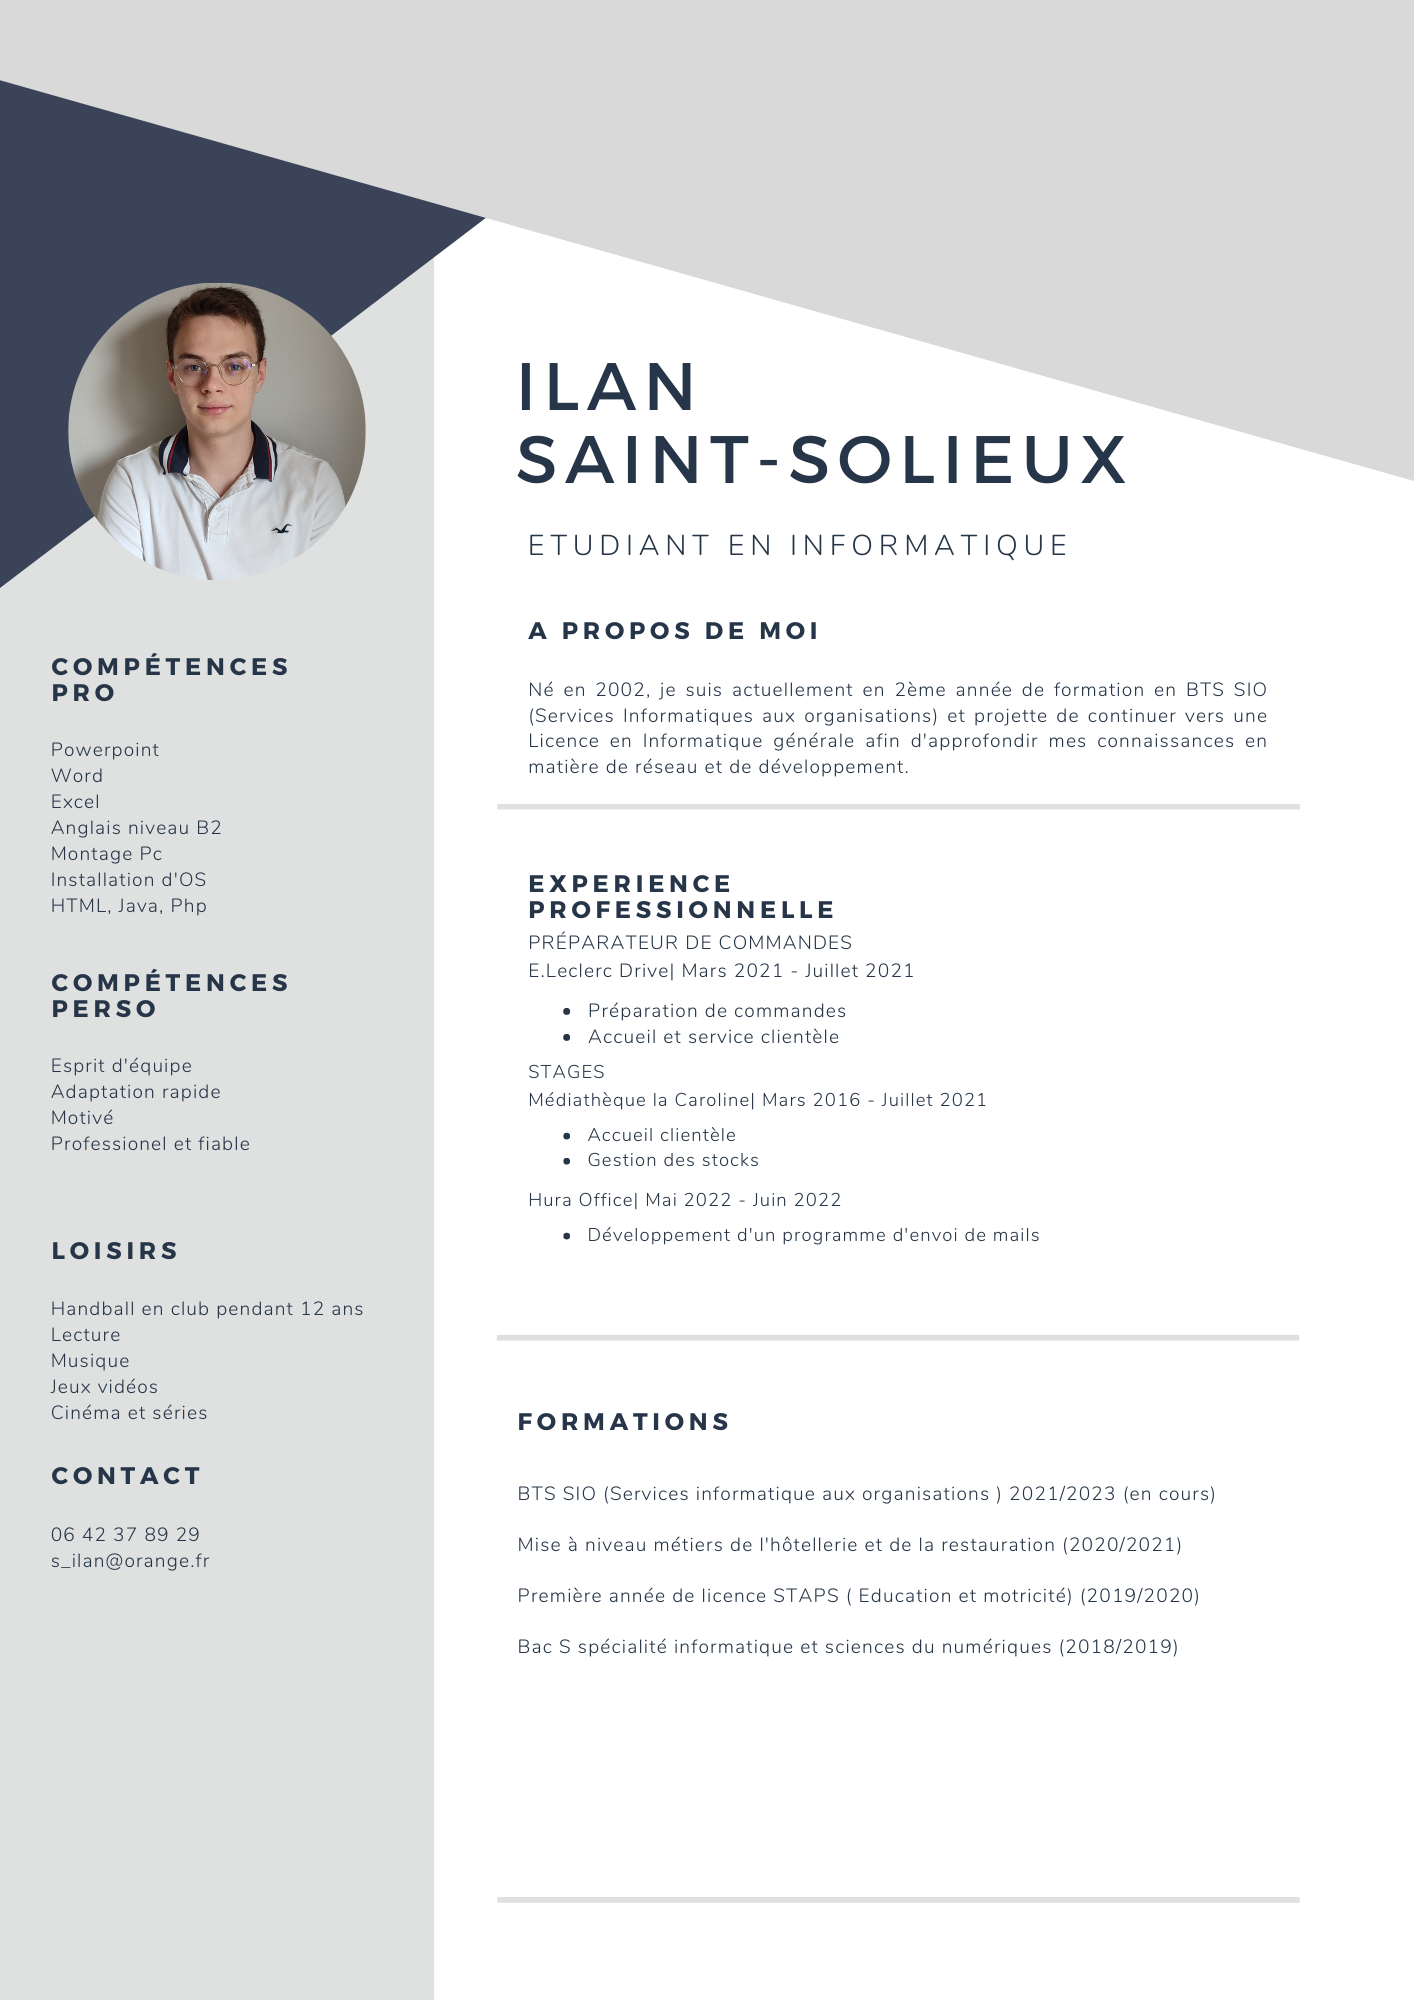 ILAN
SAINT-SOLIEUX
ETUDIANT EN INFORMATIQUE
A PROPOS DE MOI
Né en 2002, je suis actuellement en 2ème année de formation en BTS SIO
(Services Informatiques aux organisations) et projette de continuer vers une
Licence en Informatique générale afin d'approfondir mes connaissances en
matière de réseau et de développement.
EXPERIENCE
PROFESSIONNELLE
PRÉPARATEUR DE COMMANDES
E.Leclerc Drive| Mars 2021 - Juillet 2021
• Préparation de commandes
• Accueil et service clientèle
STAGES
Médiathèque la Caroline| Mars 2016 - Juillet 2021
• Accueil clientèle
• Gestion des stocks
Hura Office| Mai 2022 - Juin 2022
• Développement d'un programme d'envoi de mails
FORMATIONS
BTS SIO (Services informatique aux organisations ) 2021/2023 (en cours)
Mise à niveau métiers de l'hôtellerie et de la restauration (2020/2021)
Première année de licence STAPS ( Education et motricité) (2019/2020)
Bac S spécialité informatique et sciences du numériques (2018/2019)
COMPÉTENCES
PRO
Powerpoint
Word
Excel
Anglais niveau B2
Montage Pc
Installation d'OS
HTML, Java, Php
COMPÉTENCES
PERSO
Esprit d'équipe
Adaptation rapide
Motivé
Professionel et fiable
LOISIRS
Handball en club pendant 12 ans
Lecture
Musique
Jeux vidéos
Cinéma et séries
CONTACT
06 42 37 89 29
s_ilan@orange.fr